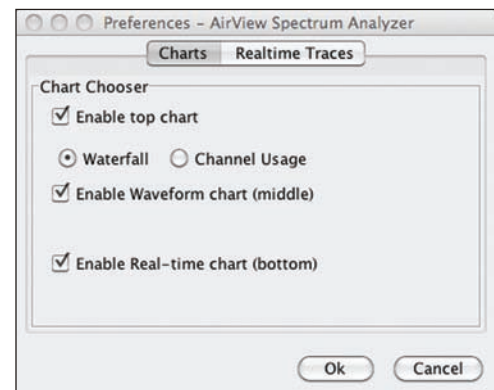 Preferences – AirView Spectrum Analyzer
Charts Realtime Traces
Chart Chooser
Enable top chart
Waterfall Channel Usage
Enable Waveform chart (middle)
Enable Real-time chart (bottom)
Ok Cancel